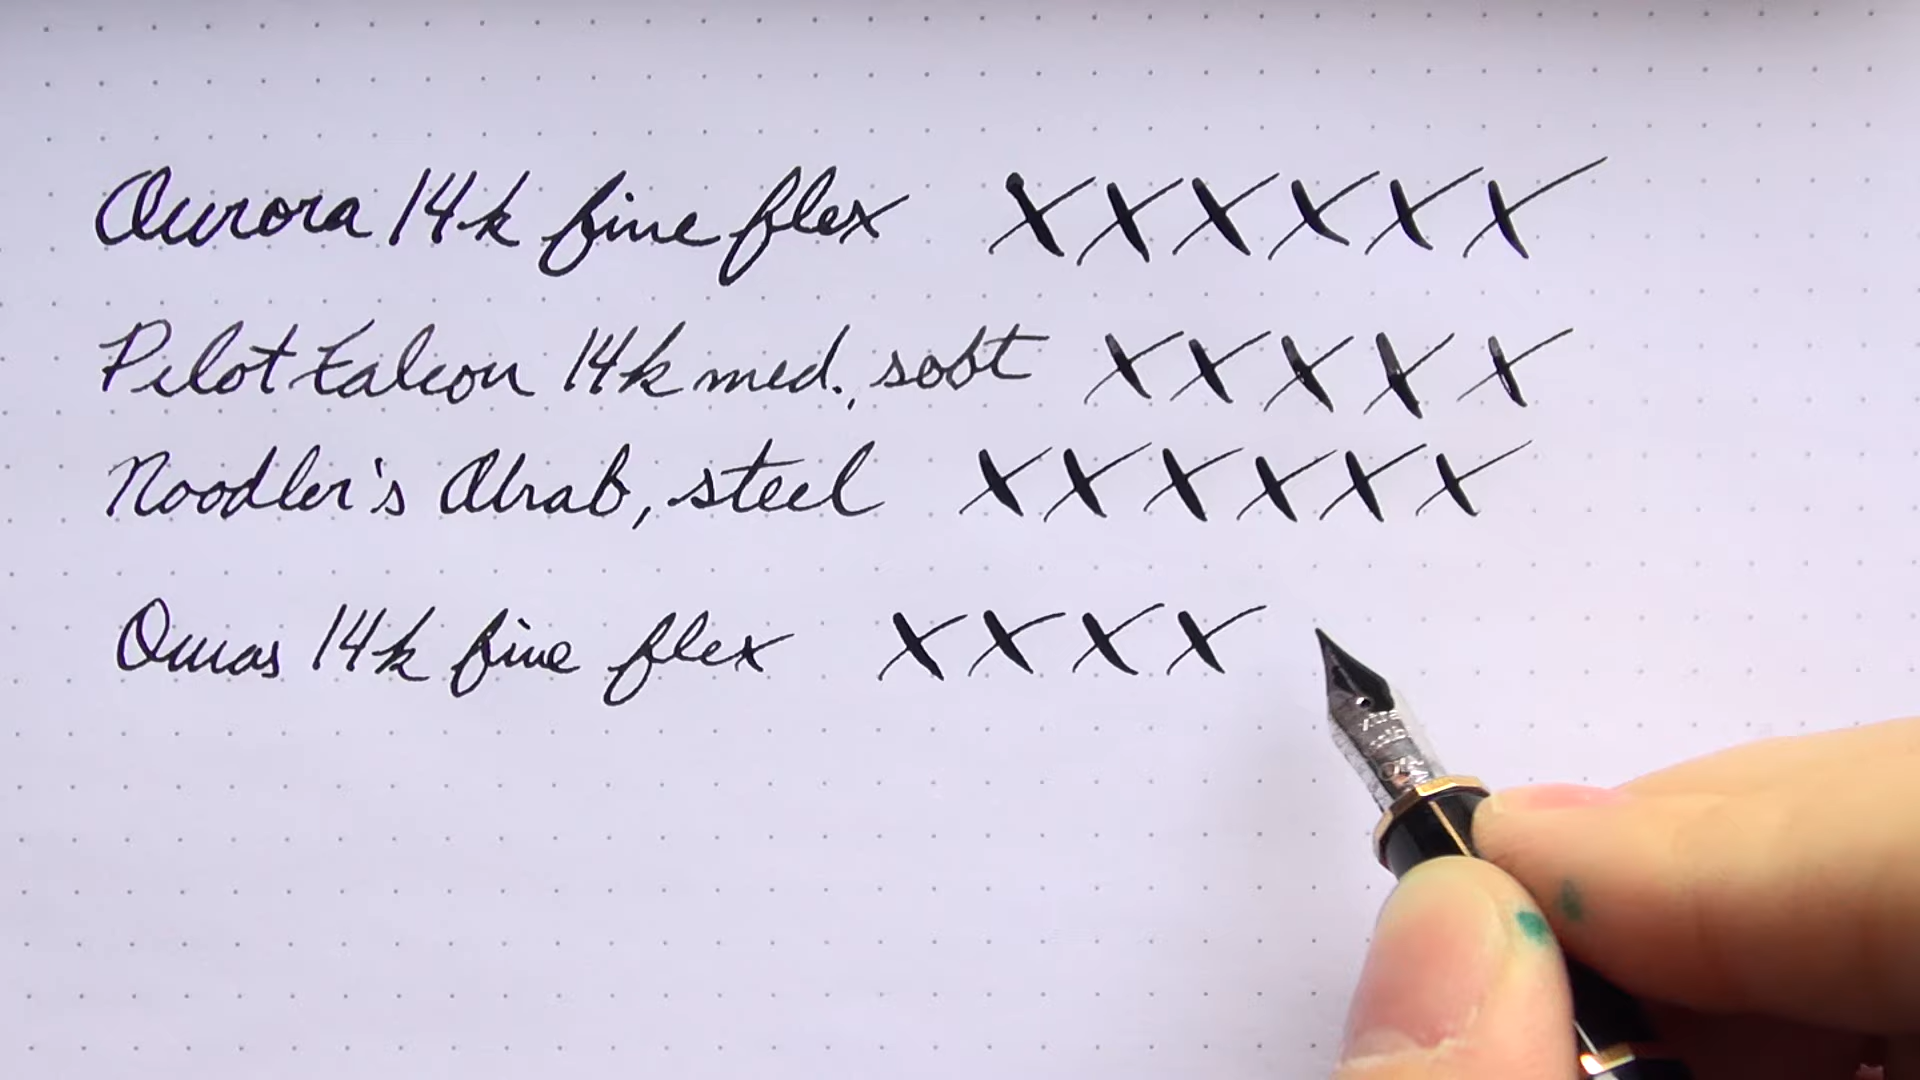 Aurora 14k fine flex XXXXXX
Pilot Falcon 14k med., soft XXXXX
Noodler's Ahab, steel XXXXXX
Omas 14k fine flex XXXX
xtra